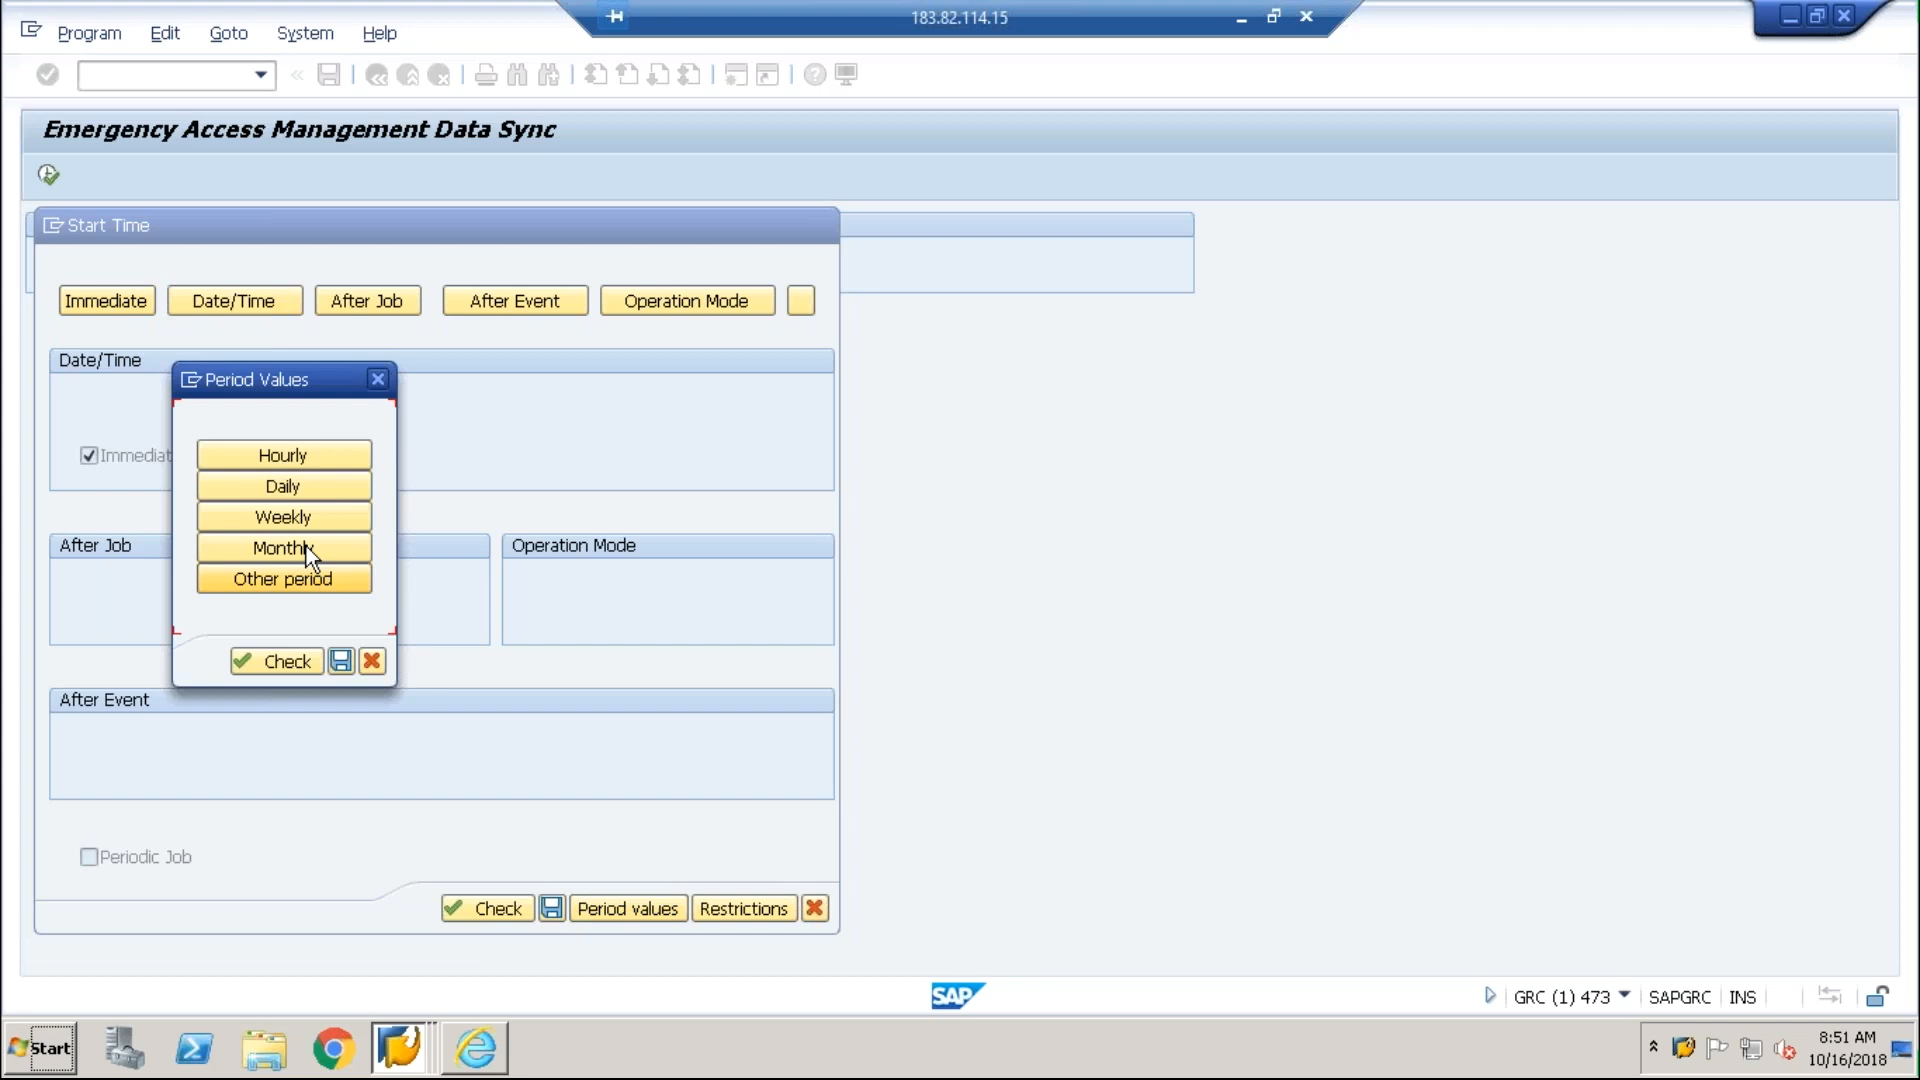 183.82.114.15
Program Edit Goto System Help
Emergency Access Management Data Sync
Start Time
Immediate Date/Time After Job After Event Operation Mode
Date/Time
Period Values
Hourly
Immediat
Daily
Weekly
After Job
Monthly
Operation Mode
Other period
Check
After Event
Periodic Job
Check Period values Restrictions
SAP
GRC (1) 473 SAPGRC INS
Start
8:51 AM
10/16/2018